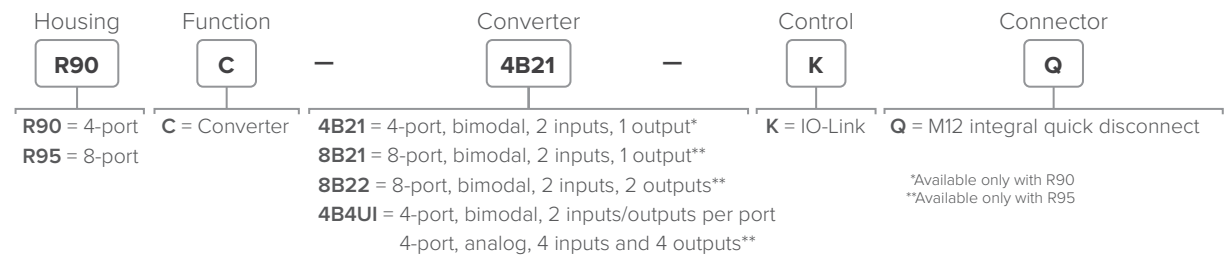 Housing Function Converter Control Connector
R90 C – 4B21 – K Q
R90 = 4-port C = Converter 4B21 = 4-port, bimodal, 2 inputs, 1 output* K = IO-Link Q = M12 integral quick disconnect
R95 = 8-port 8B21 = 8-port, bimodal, 2 inputs, 1 output**
8B22 = 8-port, bimodal, 2 inputs, 2 outputs**
*Available only with R90
**Available only with R95
4B4UI = 4-port, bimodal, 2 inputs/outputs per port
4-port, analog, 4 inputs and 4 outputs**